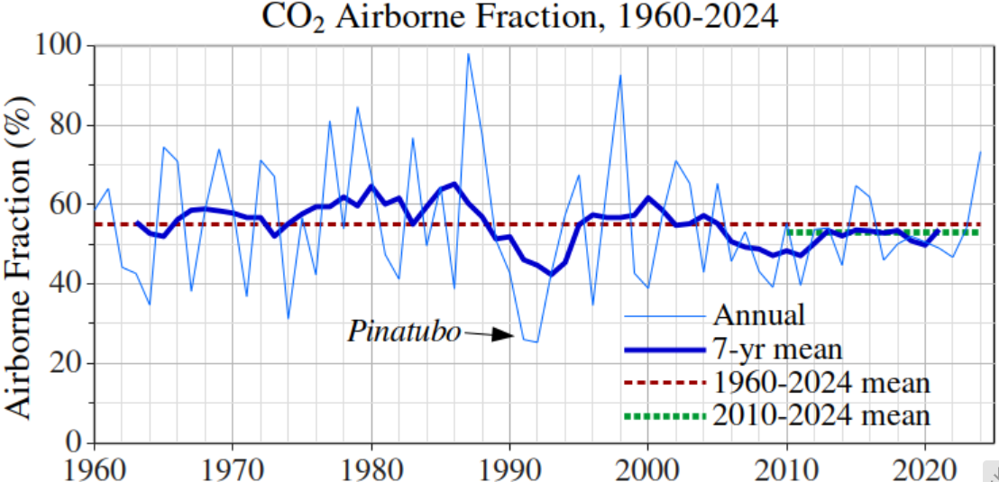 CO₂ Airborne Fraction, 1960-2024
Airborne Fraction (%)
100
80
60
40
20
0
Pinatubo
Annual
7-yr mean
1960-2024 mean
2010-2024 mean
1960 1970 1980 1990 2000 2010 2020